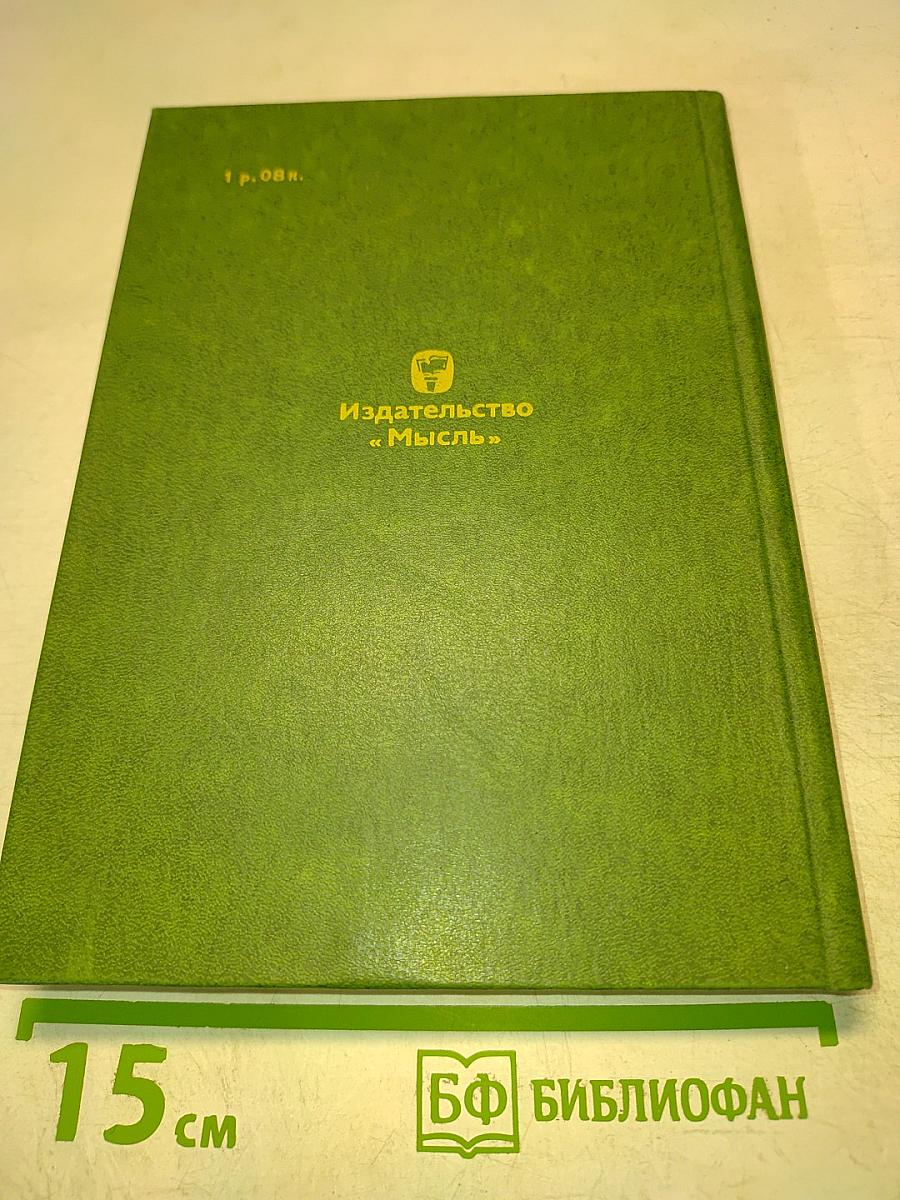 1 р. 08 к.
Издательство
«Мысль»
15 см
БФ БИБЛИОФАН